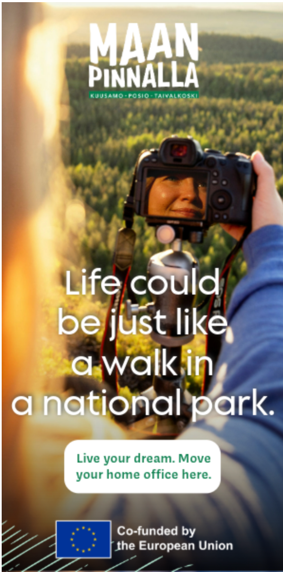 MAAN
PINNALLA
KUUSAMO · POSIO · TAIVALKOSKI
Life could
be just like
a walk in
a national park.
Live your dream. Move
your home office here.
Co-funded by
the European Union